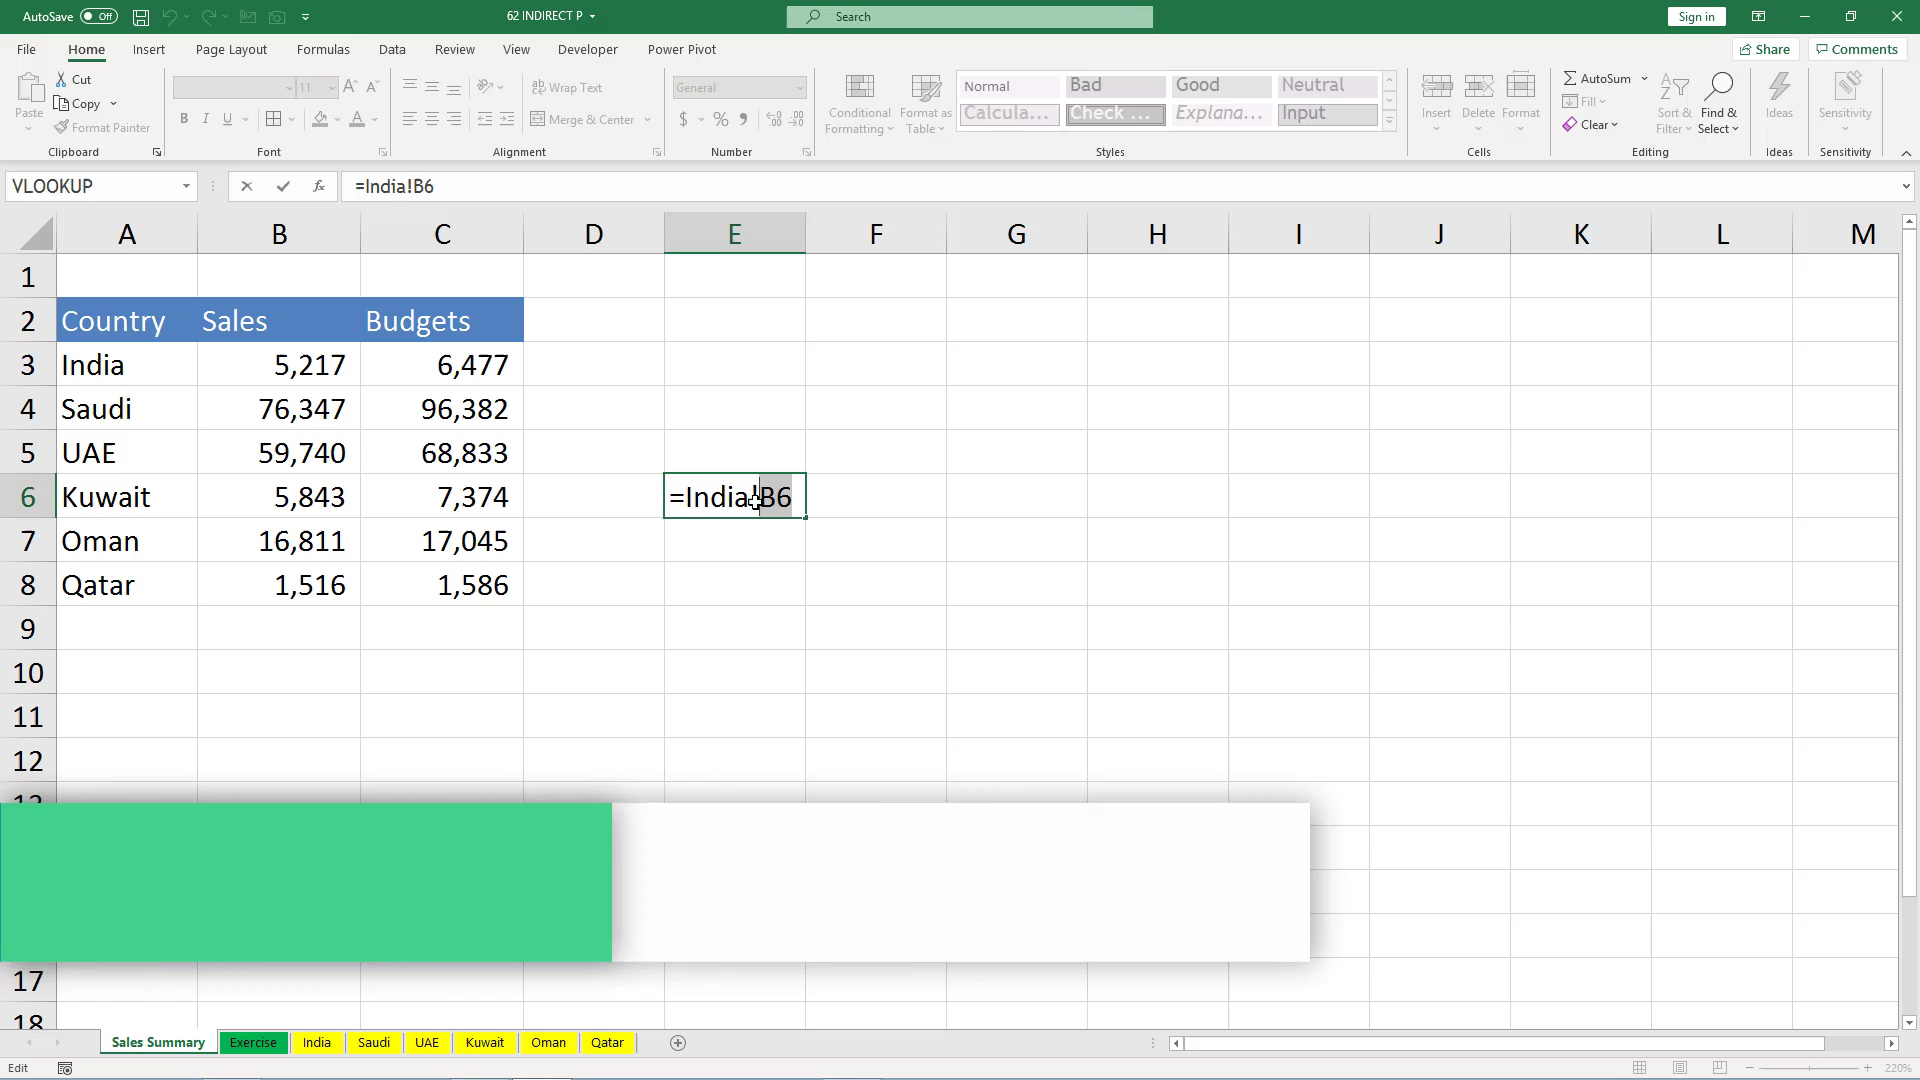 AutoSave Off 62 INDIRECT P Search Sign in
File Home Insert Page Layout Formulas Data Review View Developer Power Pivot Share Comments
Paste Cut Copy Format Painter Clipboard
11 B I U A Font
Wrap Text Merge & Center Alignment
General $ % Number
Conditional Formatting Format as Table Normal Bad Good Neutral Calcula... Check ... Explana... Input Styles
Insert Delete Format Cells
AutoSum Fill Clear Sort & Filter Find & Select Editing
Ideas Ideas
Sensitivity Sensitivity
VLOOKUP fx =India!B6
A B C D E F G H I J K L M
1
2 Country Sales Budgets
3 India 5,217 6,477
4 Saudi 76,347 96,382
5 UAE 59,740 68,833
6 Kuwait 5,843 7,374 =India!B6
7 Oman 16,811 17,045
8 Qatar 1,516 1,586
9
10
11
12
17
18
Sales Summary Exercise India Saudi UAE Kuwait Oman Qatar
Edit 220%